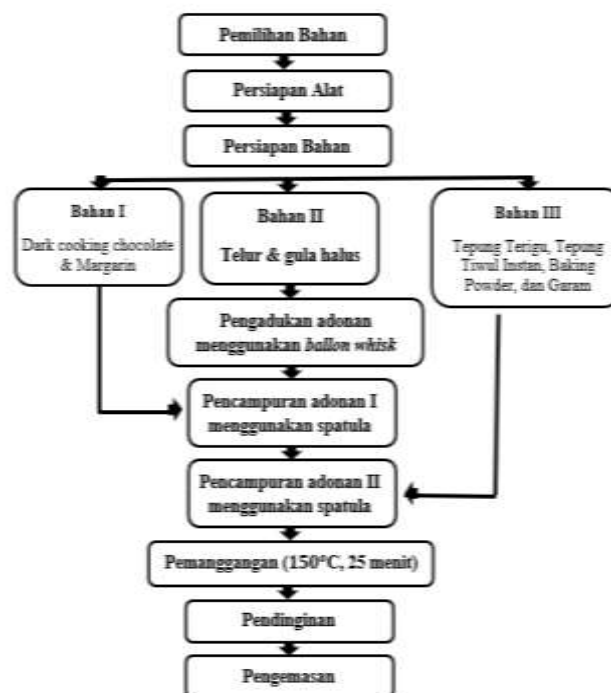 Pemilihan Bahan
Persiapan Alat
Persiapan Bahan
Bahan I
Dark cooking chocolate
& Margarin
Bahan II
Telur & gula halus
Bahan III
Tepung Terigu, Tepung
Tiwul Instan, Baking
Powder, dan Garam
Pengadukan adonan
menggunakan ballon whisk
Pencampuran adonan I
menggunakan spatula
Pencampuran adonan II
menggunakan spatula
Pemanggangan (150°C, 25 menit)
Pendinginan
Pengemasan